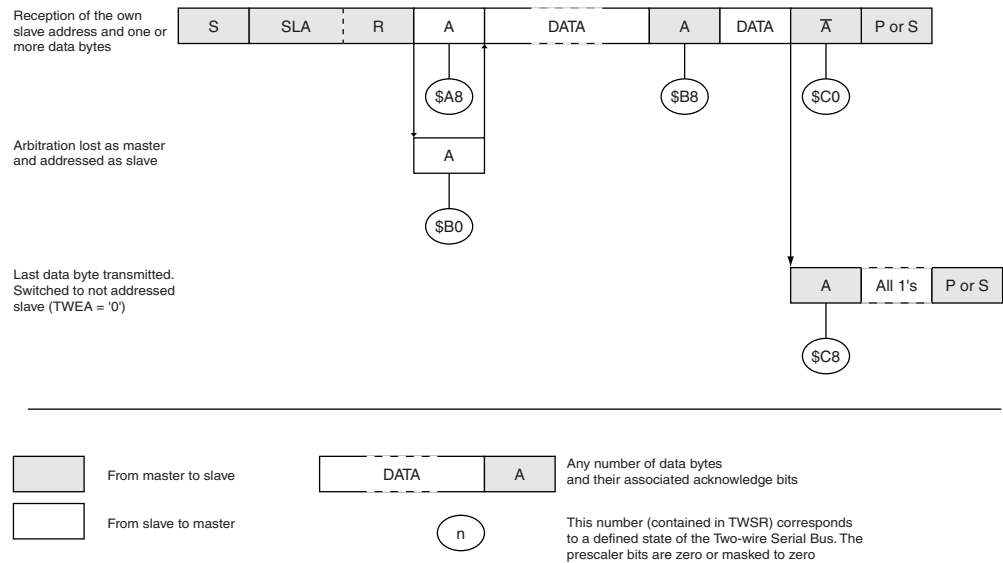 Reception of the own
slave address and one or
more data bytes
S SLA R A DATA A DATA A̅ P or S
$A8 $B8 $C0
Arbitration lost as master
and addressed as slave
A
$B0
Last data byte transmitted.
Switched to not addressed
slave (TWEA = '0')
A All 1's P or S
$C8
From master to slave
DATA A
Any number of data bytes
and their associated acknowledge bits
From slave to master
n
This number (contained in TWSR) corresponds
to a defined state of the Two-wire Serial Bus. The
prescaler bits are zero or masked to zero